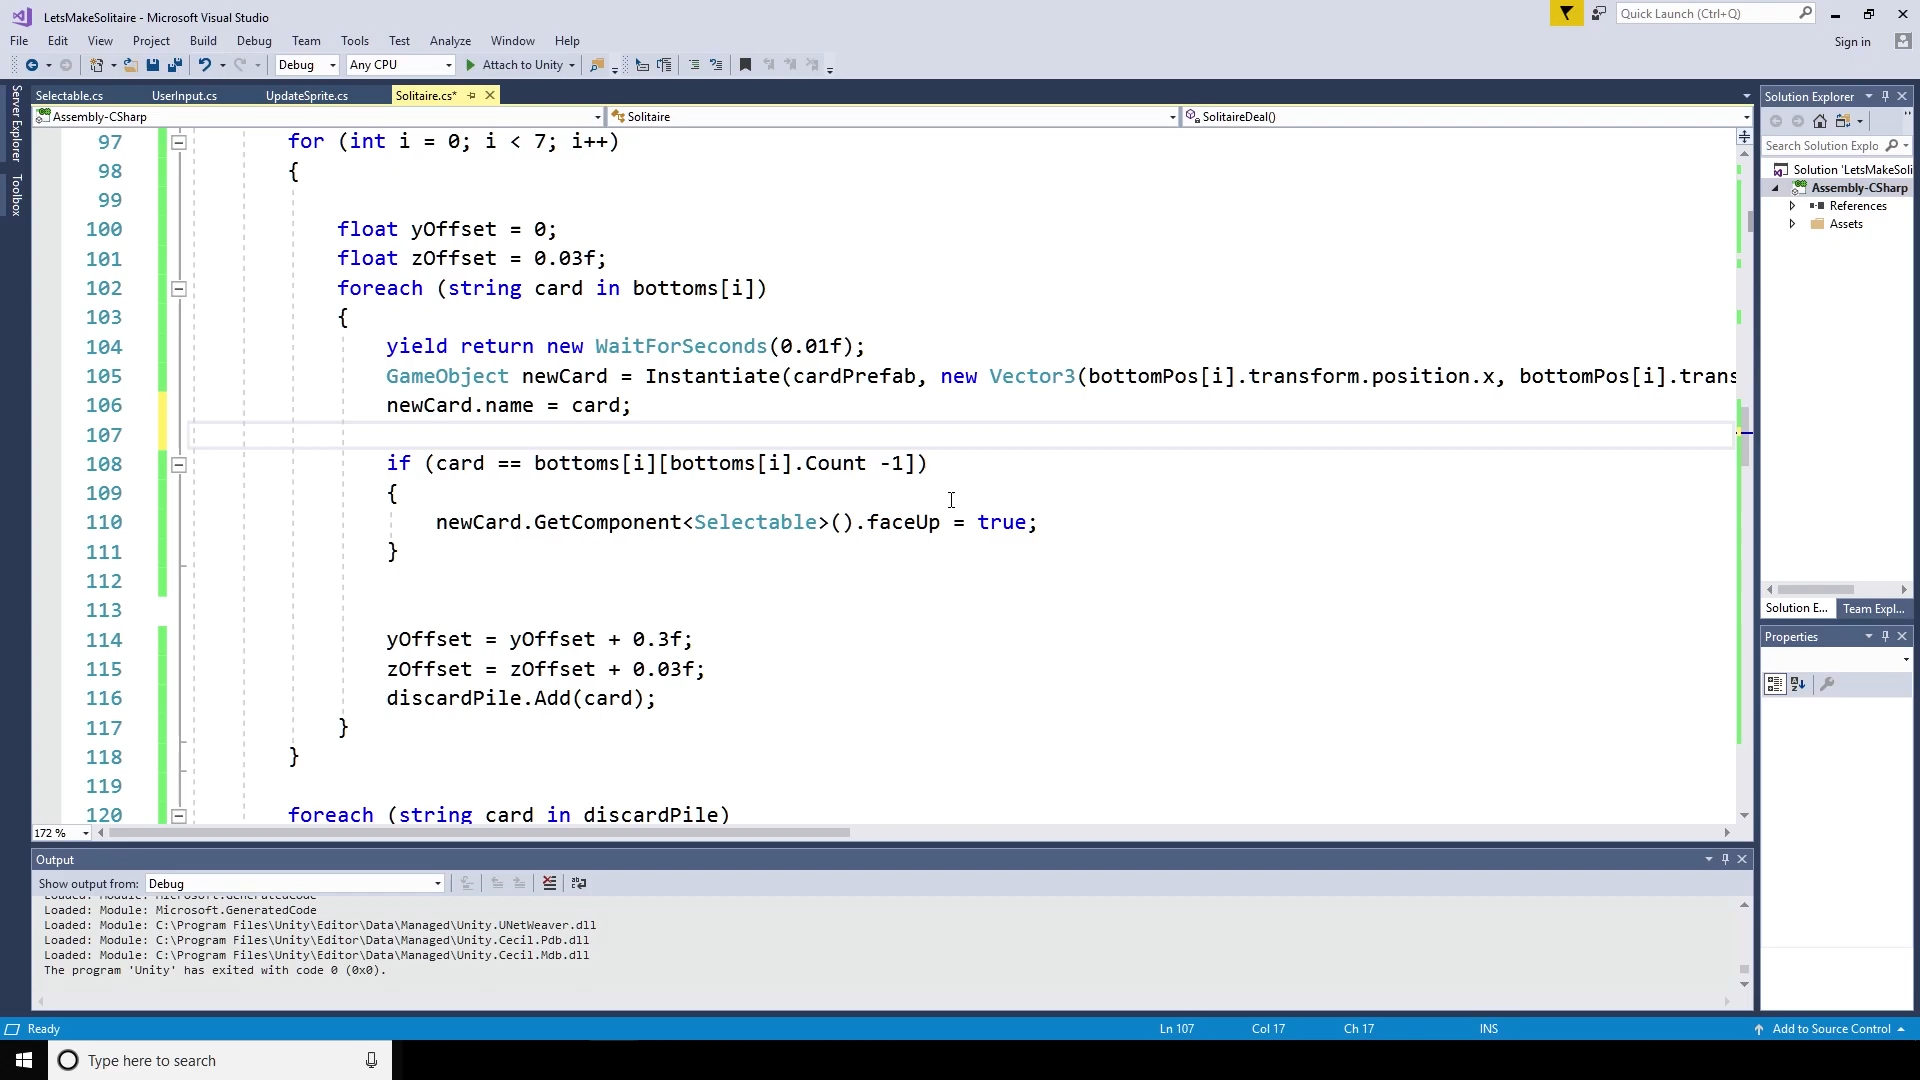 LetsMakeSolitaire - Microsoft Visual Studio
Quick Launch (Ctrl+Q)
File Edit View Project Build Debug Team Tools Test Analyze Window Help
Sign in
Debug Any CPU Attach to Unity
Server Explorer
Toolbox
Selectable.cs UserInput.cs UpdateSprite.cs Solitaire.cs*
Assembly-CSharp Solitaire SolitaireDeal()
97 for (int i = 0; i < 7; i++)
98 {
99
100 float yOffset = 0;
101 float zOffset = 0.03f;
102 foreach (string card in bottoms[i])
103 {
104 yield return new WaitForSeconds(0.01f);
105 GameObject newCard = Instantiate(cardPrefab, new Vector3(bottomPos[i].transform.position.x, bottomPos[i].trans
106 newCard.name = card;
107
108 if (card == bottoms[i][bottoms[i].Count -1])
109 {
110 newCard.GetComponent<Selectable>().faceUp = true;
111 }
112
113
114 yOffset = yOffset + 0.3f;
115 zOffset = zOffset + 0.03f;
116 discardPile.Add(card);
117 }
118 }
119
120 foreach (string card in discardPile)
172 %
Solution Explorer
Search Solution Explo
Solution 'LetsMakeSoli
Assembly-CSharp
References
Assets
Solution E... Team Expl...
Properties
Output
Show output from: Debug
Loaded: Module: Microsoft.GeneratedCode
Loaded: Module: Microsoft.GeneratedCode
Loaded: Module: C:\Program Files\Unity\Editor\Data\Managed\Unity.UNetWeaver.dll
Loaded: Module: C:\Program Files\Unity\Editor\Data\Managed\Unity.Cecil.Pdb.dll
Loaded: Module: C:\Program Files\Unity\Editor\Data\Managed\Unity.Cecil.Mdb.dll
The program 'Unity' has exited with code 0 (0x0).
Ready Ln 107 Col 17 Ch 17 INS Add to Source Control
Type here to search